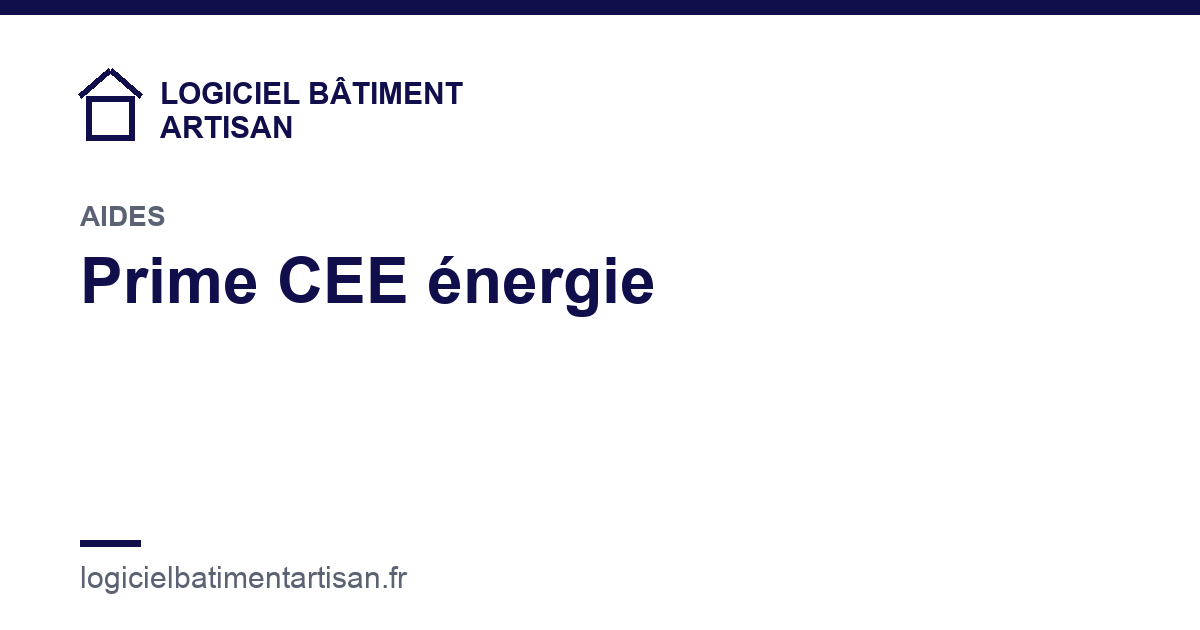 LOGICIEL BÂTIMENT
ARTISAN
AIDES
Prime CEE énergie
logicielbatimentartisan.fr